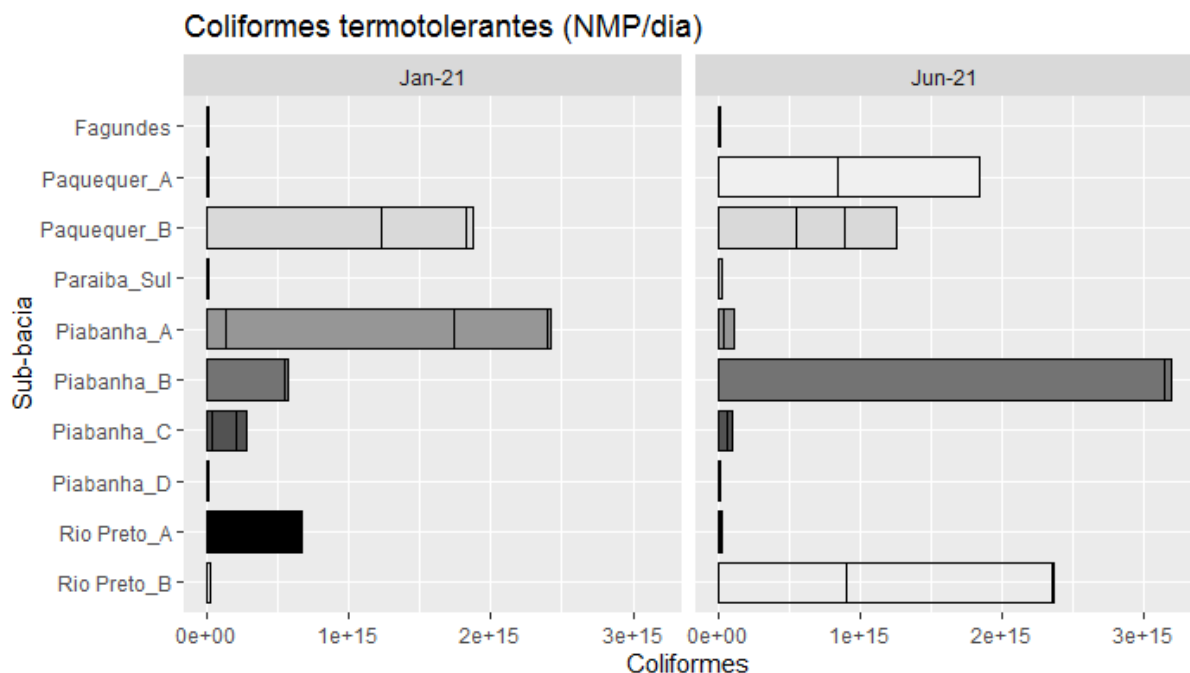 Coliformes termotolerantes (NMP/dia)
Jan-21
Jun-21
Sub-bacia
Fagundes
Paquequer_A
Paquequer_B
Paraiba_Sul
Piabanha_A
Piabanha_B
Piabanha_C
Piabanha_D
Rio Preto_A
Rio Preto_B
0e+00 1e+15 2e+15 3e+15 0e+00 1e+15 2e+15 3e+15
Coliformes